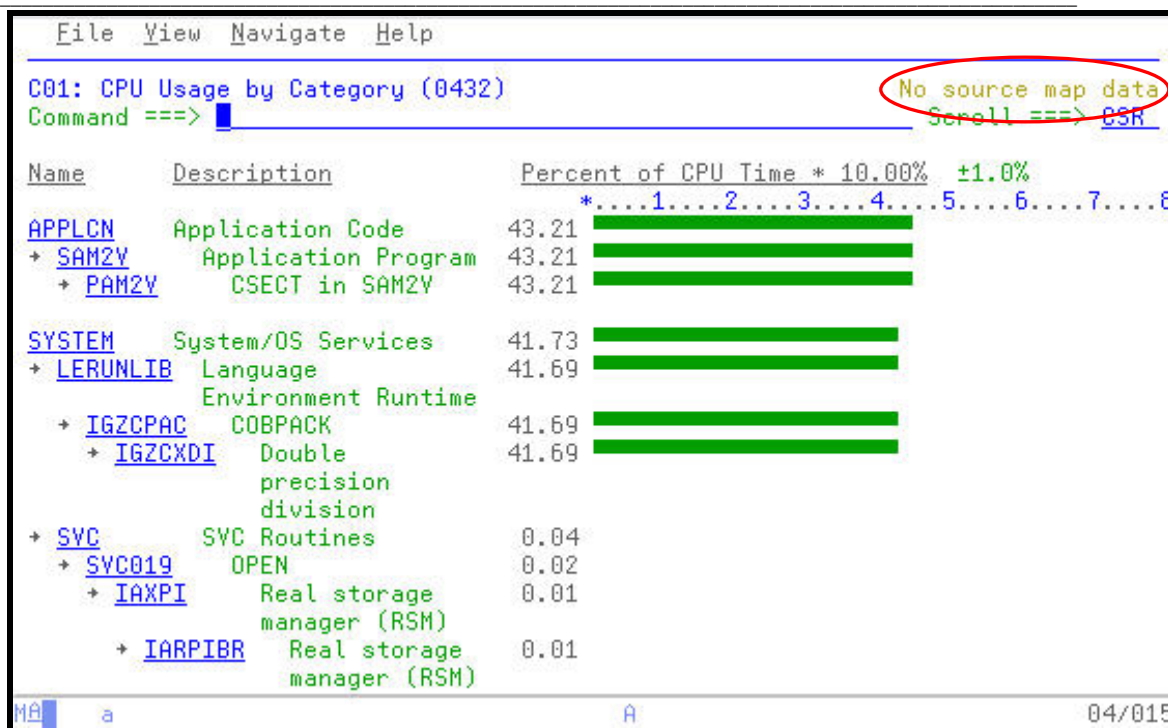 File View Navigate Help
C01: CPU Usage by Category (0432) No source map data
Command ===> Scroll ===> CSR
Name Description Percent of CPU Time * 10.00% ±1.0%
*....1....2....3....4....5....6....7....8
APPLCN Application Code 43.21
→ SAM2V Application Program 43.21
→ PAM2V CSECT in SAM2V 43.21
SYSTEM System/OS Services 41.73
→ LERUNLIB Language 41.69
Environment Runtime
→ IGZCPAC COBPACK 41.69
→ IGZCXDI Double 41.69
precision
division
→ SVC SVC Routines 0.04
→ SVC019 OPEN 0.02
→ IAXPI Real storage 0.01
manager (RSM)
→ IARPIBR Real storage 0.01
manager (RSM)
MA a A 04/015